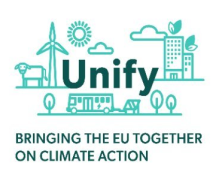 Unify
BRINGING THE EU TOGETHER
ON CLIMATE ACTION